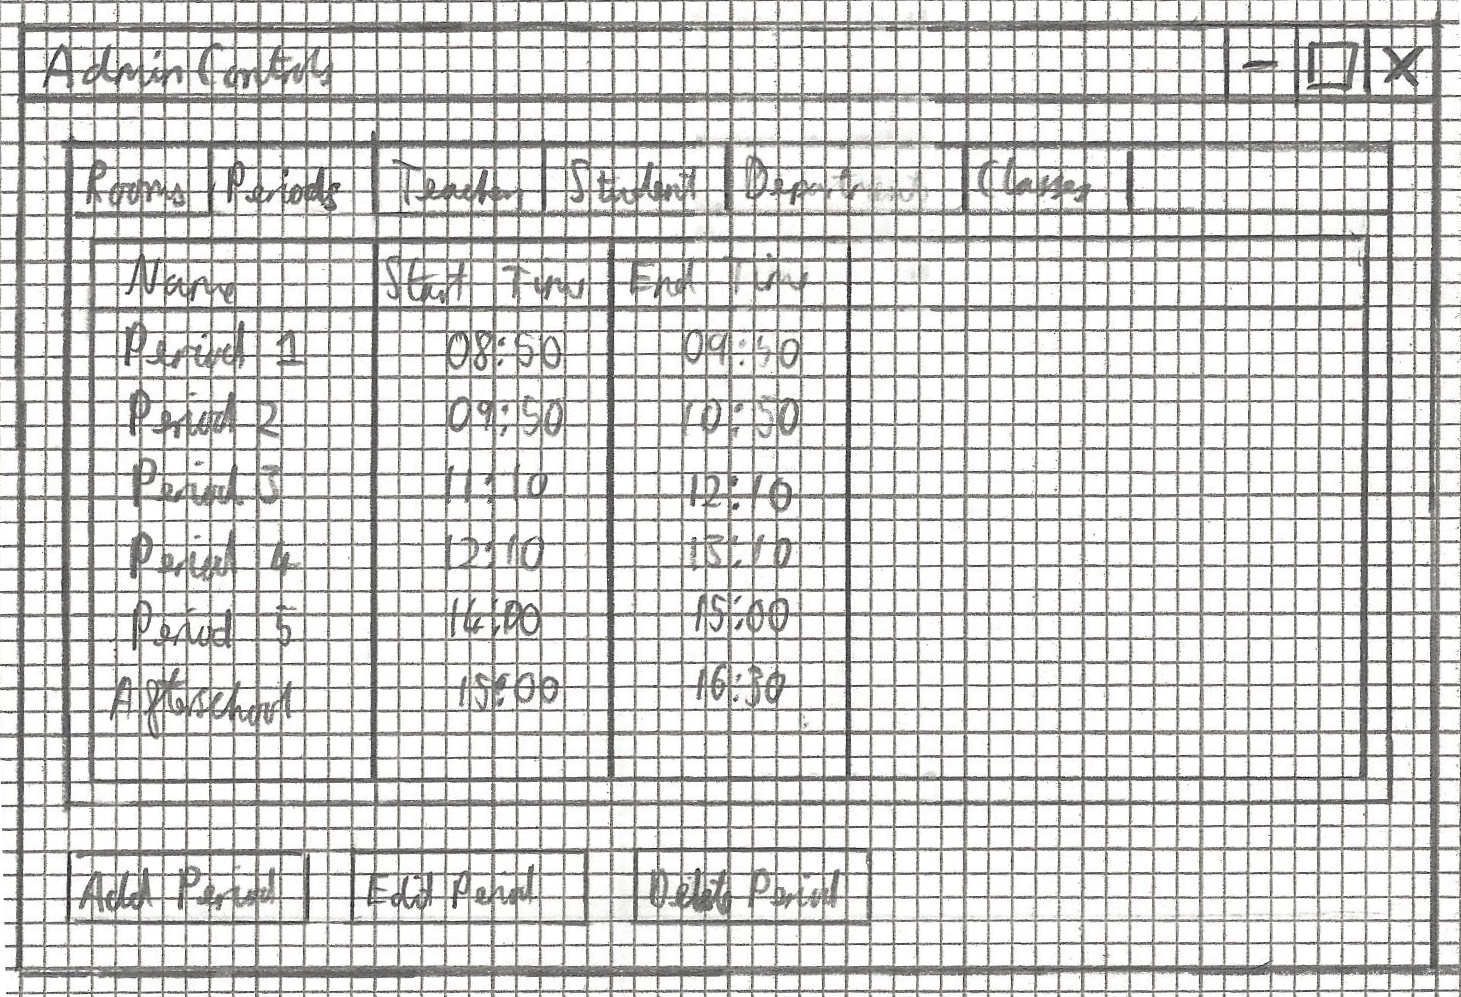 Admin Controls
Rooms Periods Teachers Student Department Classes
Name Start Time End Time
Period 1 08:50 09:50
Period 2 09:50 10:50
Period 3 11:10 12:10
Period 4 12:10 13:10
Period 5 14:00 15:00
Afterschool 15:00 16:30
Add Period Edit Period Delete Period